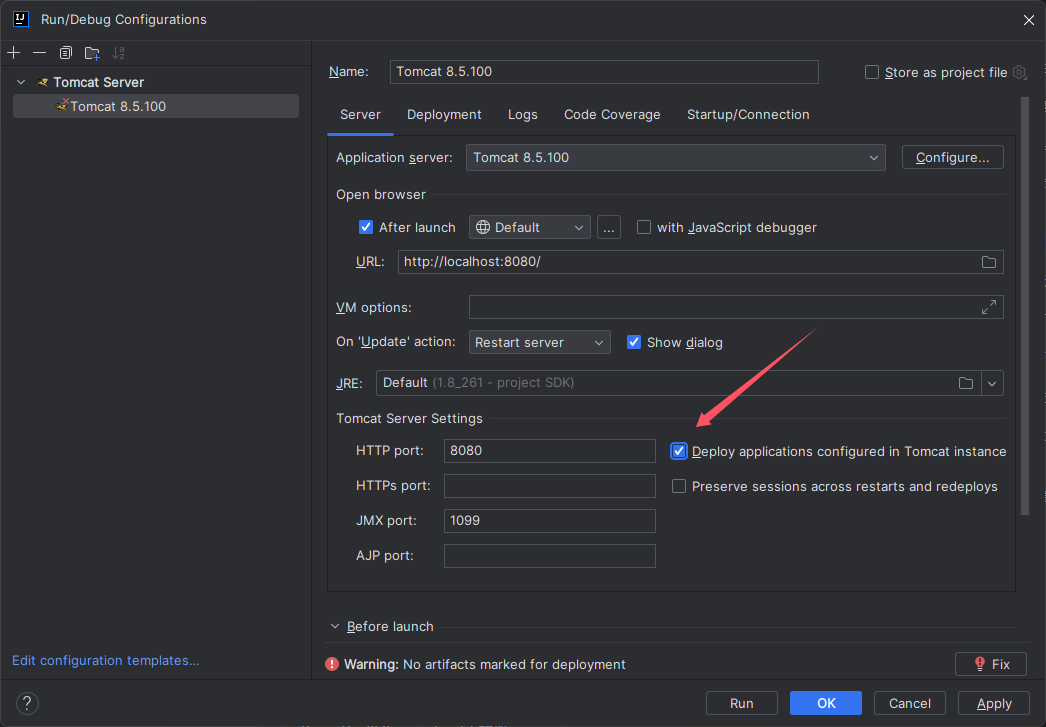 Run/Debug Configurations
Tomcat Server
Tomcat 8.5.100
Name: Tomcat 8.5.100 Store as project file
Server Deployment Logs Code Coverage Startup/Connection
Application server: Tomcat 8.5.100 Configure...
Open browser
After launch Default ... with JavaScript debugger
URL: http://localhost:8080/
VM options:
On 'Update' action: Restart server Show dialog
JRE: Default (1.8_261 - project SDK)
Tomcat Server Settings
HTTP port: 8080 Deploy applications configured in Tomcat instance
HTTPs port: Preserve sessions across restarts and redeploys
JMX port: 1099
AJP port:
Before launch
Edit configuration templates...
Warning: No artifacts marked for deployment Fix
? Run OK Cancel Apply